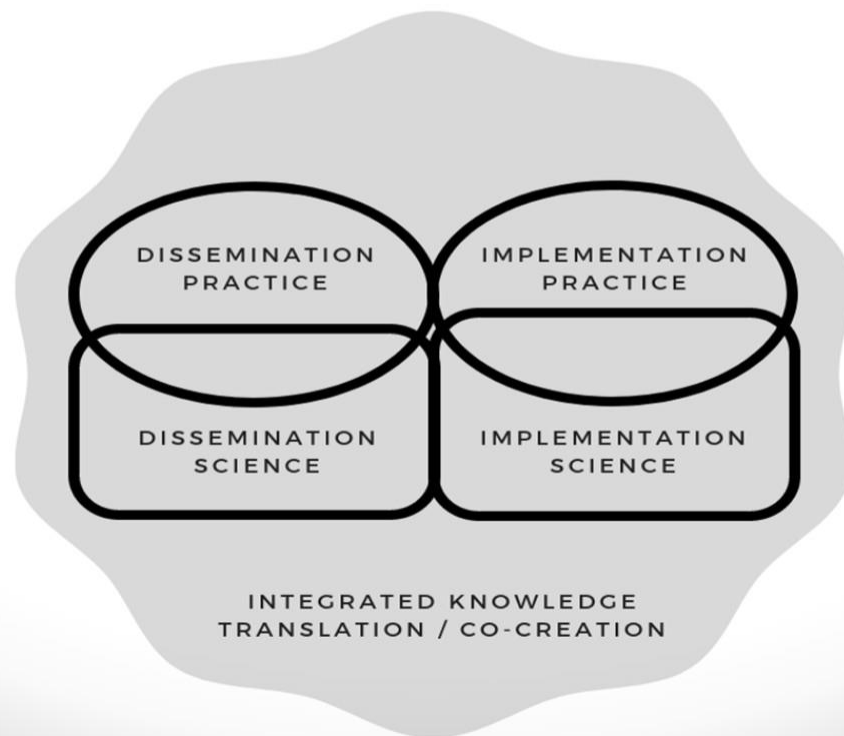 DISSEMINATION
PRACTICE
IMPLEMENTATION
PRACTICE
DISSEMINATION
SCIENCE
IMPLEMENTATION
SCIENCE
INTEGRATED KNOWLEDGE
TRANSLATION / CO-CREATION